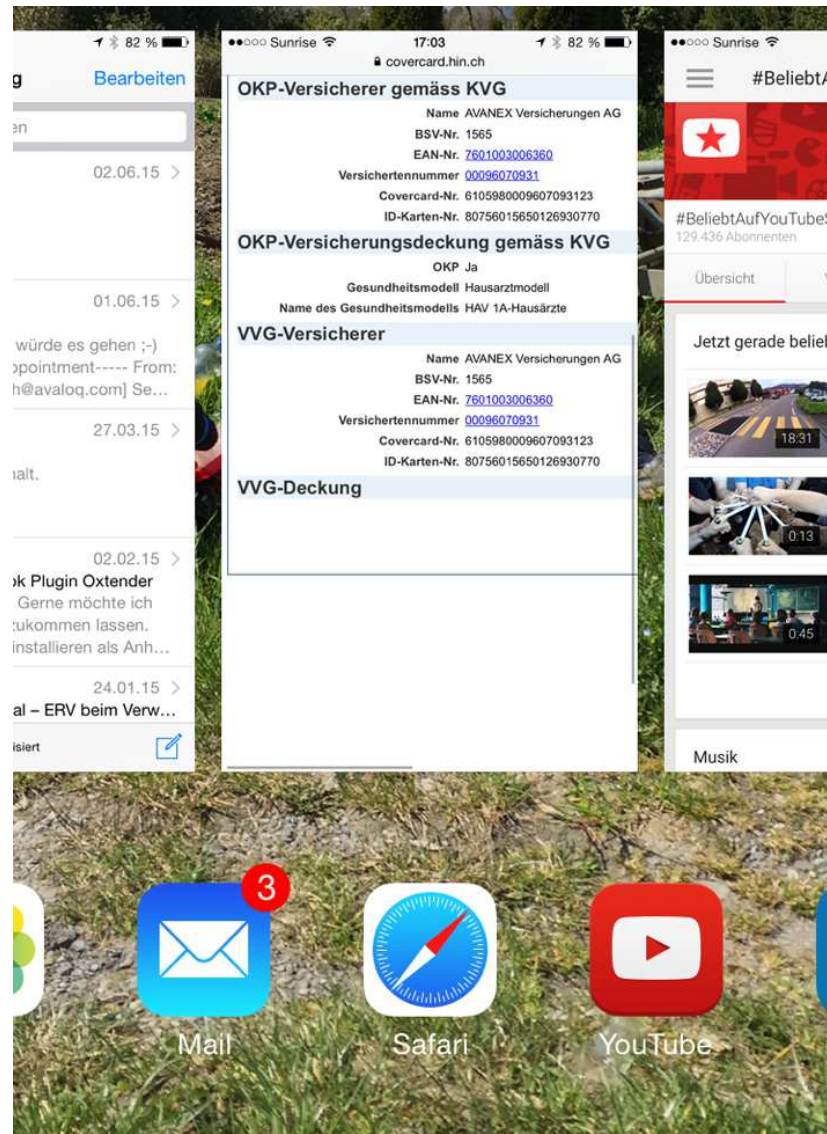 82 %
g
Bearbeiten
en
02.06.15
01.06.15
würde es gehen ;-)
ppointment----- From:
h@avaloq.com] Se...
27.03.15
halt.
02.02.15
ok Plugin Oxtender
Gerne möchte ich
zukommen lassen.
installieren als Anh...
24.01.15
al – ERV beim Verw...
isiert
Sunrise 17:03 82 %
covercard.hin.ch
OKP-Versicherer gemäss KVG
Name AVANEX Versicherungen AG
BSV-Nr. 1565
EAN-Nr. 7601003006360
Versichertennummer 00096070931
Covercard-Nr. 6105980009607093123
ID-Karten-Nr. 80756015650126930770
OKP-Versicherungsdeckung gemäss KVG
OKP Ja
Gesundheitsmodell Hausarztmodell
Name des Gesundheitsmodells HAV 1A-Hausärzte
VVG-Versicherer
Name AVANEX Versicherungen AG
BSV-Nr. 1565
EAN-Nr. 7601003006360
Versichertennummer 00096070931
Covercard-Nr. 6105980009607093123
ID-Karten-Nr. 80756015650126930770
VVG-Deckung
Sunrise
#BeliebtA
#BeliebtAufYouTubeS
129.436 Abonnenten
Übersicht V
Jetzt gerade belieb
18:31
0:13
0:45
Musik
3
Mail
Safari
YouTube